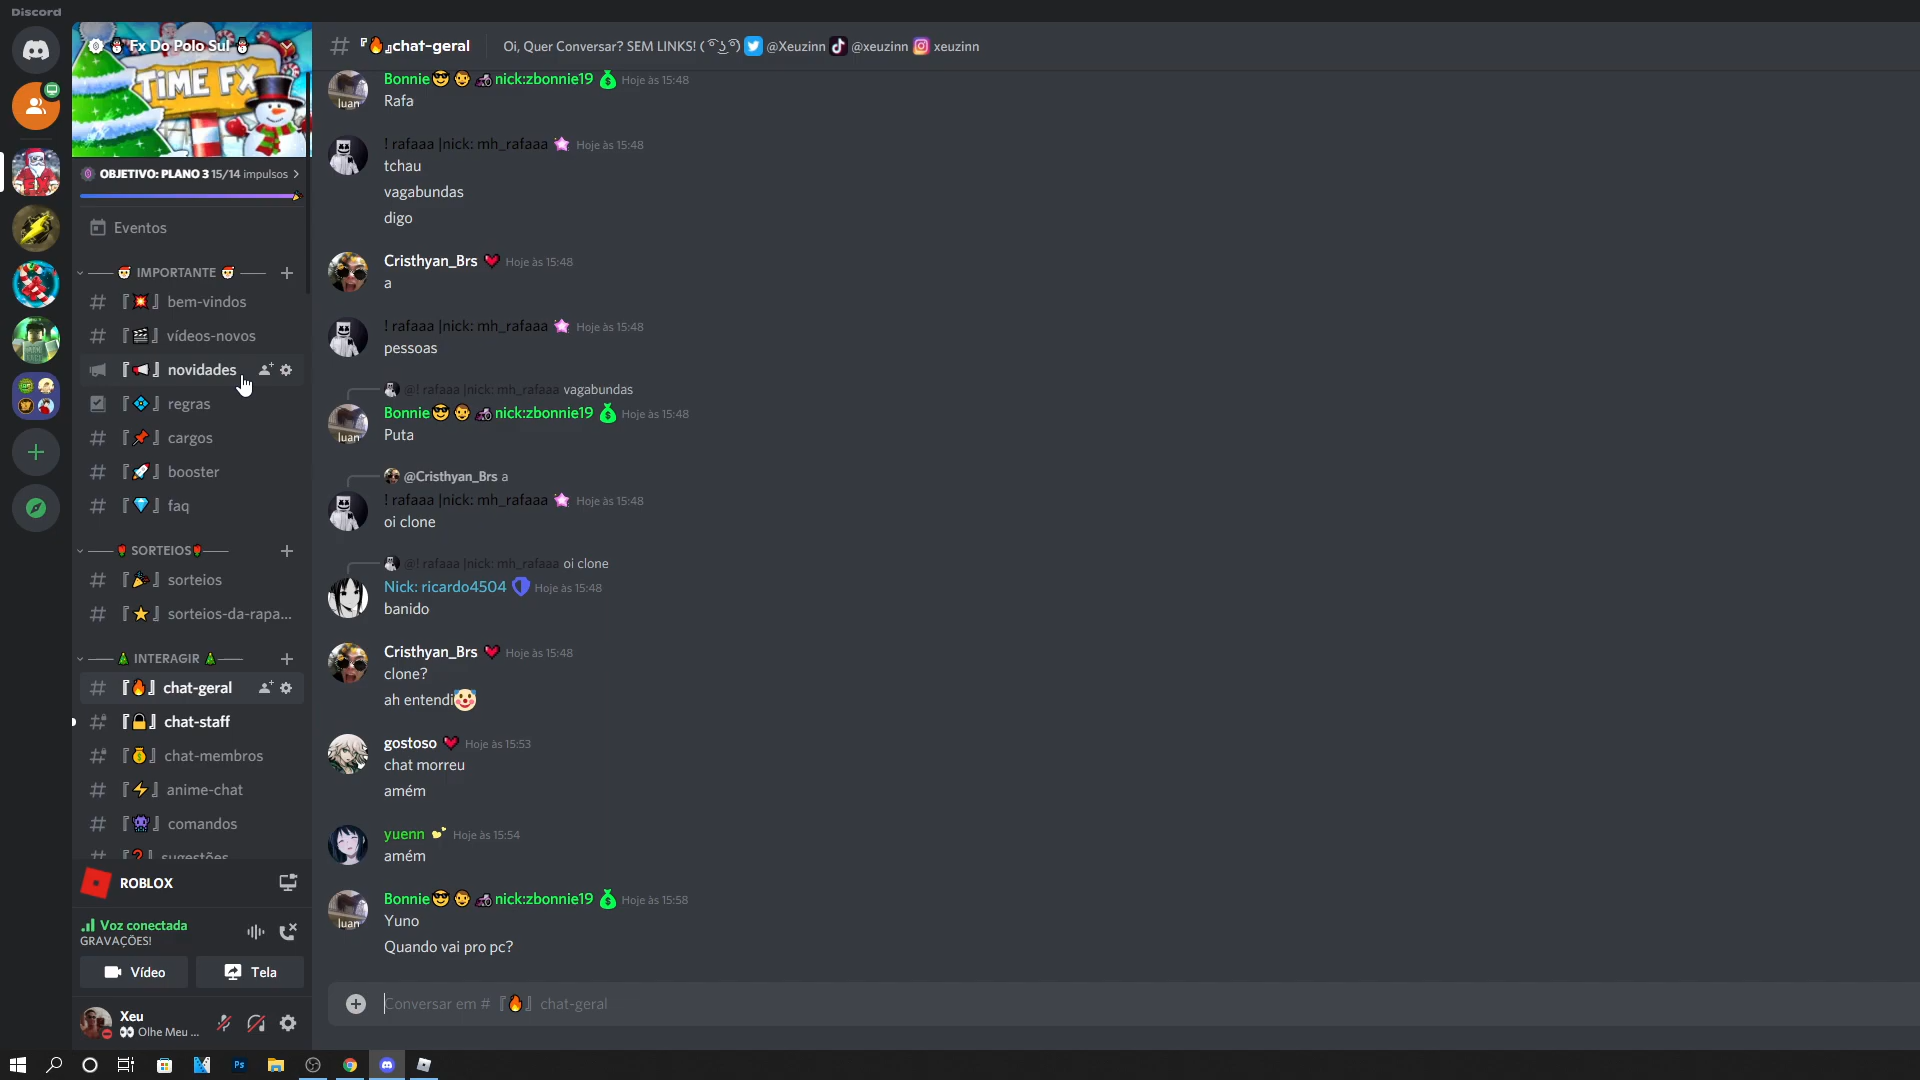 Discord
Fx Do Polo Sul
TiME FX
OBJETIVO: PLANO 3 15/14 impulsos
Eventos
IMPORTANTE
『💥』 bem-vindos
『🎬』 vídeos-novos
『📢』 novidades
『💠』 regras
『📌』 cargos
『🚀』 booster
『💎』 faq
SORTEIOS
『🎉』 sorteios
『⭐』 sorteios-da-rapa...
INTERAGIR
『🔥』 chat-geral
『🔒』 chat-staff
『💰』 chat-membros
『⚡』 anime-chat
『👾』 comandos
『❓』 sugestões
ROBLOX
Voz conectada
GRAVAÇÕES!
Vídeo
Tela
Xeu
👀 Olhe Meu ...
# 『🔥』chat-geral
Oi, Quer Conversar? SEM LINKS! ( ͡° ͜ʖ ͡°) @Xeuzinn @xeuzinn xeuzinn
Bonnie😎👨🦽nick:zbonnie19 Hoje às 15:48
Rafa
! rafaaa |nick: mh_rafaaa Hoje às 15:48
tchau
vagabundas
digo
Cristhyan_Brs Hoje às 15:48
a
! rafaaa |nick: mh_rafaaa Hoje às 15:48
pessoas
@! rafaaa |nick: mh_rafaaa vagabundas
Bonnie😎👨🦽nick:zbonnie19 Hoje às 15:48
Puta
@Cristhyan_Brs a
! rafaaa |nick: mh_rafaaa Hoje às 15:48
oi clone
@! rafaaa |nick: mh_rafaaa oi clone
Nick: ricardo4504 Hoje às 15:48
banido
Cristhyan_Brs Hoje às 15:48
clone?
ah entendi🤡
gostoso Hoje às 15:53
chat morreu
amém
yuenn Hoje às 15:54
amém
Bonnie😎👨🦽nick:zbonnie19 Hoje às 15:58
Yuno
Quando vai pro pc?
luan
luan
luan
Conversar em # 『🔥』 chat-geral
Ps